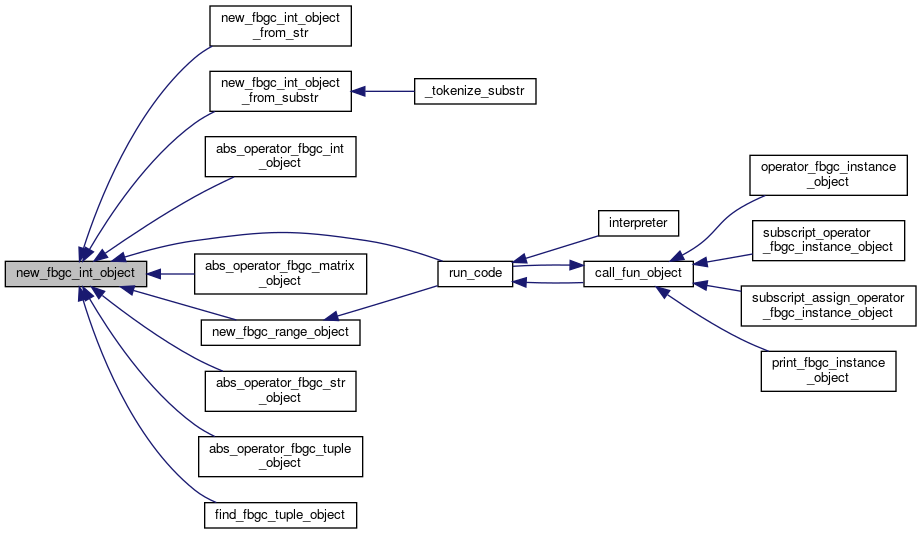 new_fbgc_int_object
_from_str
new_fbgc_int_object
_from_substr
_tokenize_substr
abs_operator_fbgc_int
_object
operator_fbgc_instance
_object
interpreter
subscript_operator
_fbgc_instance_object
new_fbgc_int_object
abs_operator_fbgc_matrix
_object
run_code
call_fun_object
subscript_assign_operator
_fbgc_instance_object
new_fbgc_range_object
print_fbgc_instance
_object
abs_operator_fbgc_str
_object
abs_operator_fbgc_tuple
_object
find_fbgc_tuple_object